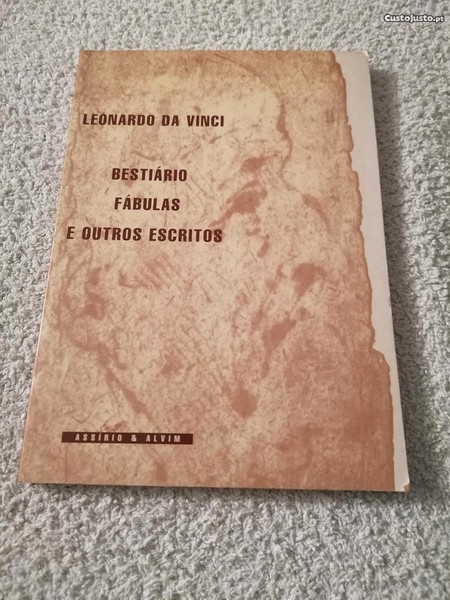 CustoJusto.pt
LEONARDO DA VINCI
BESTIÁRIO
FÁBULAS
E OUTROS ESCRITOS
ASSÍRIO & ALVIM